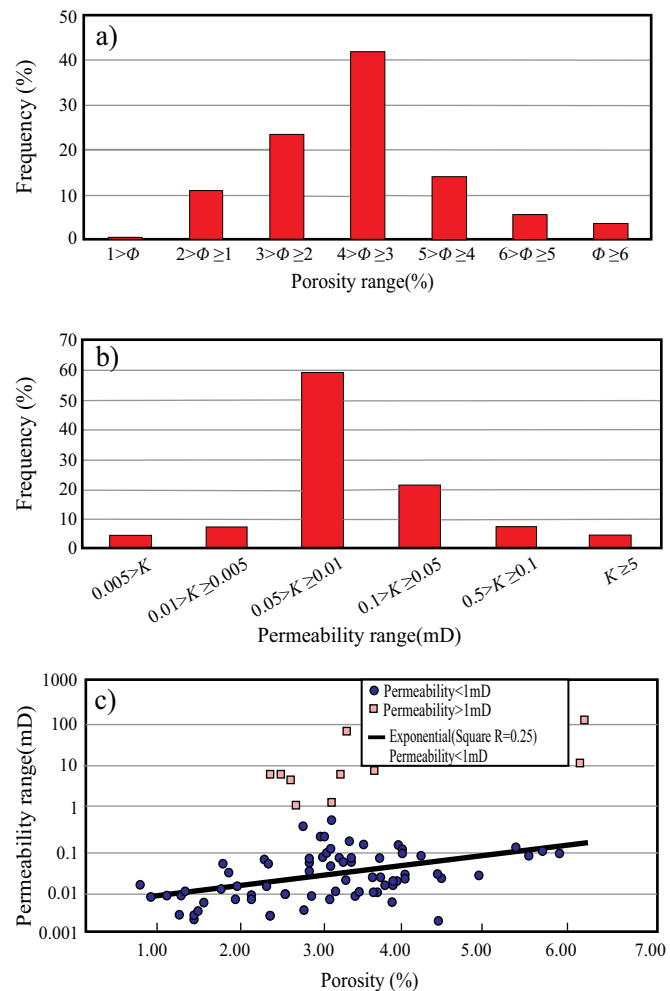 a)
Frequency (%)
50
40
30
20
10
0
1>Φ
2>Φ ≥1
3>Φ ≥2
4>Φ ≥3
5>Φ ≥4
6>Φ ≥5
Φ ≥6
Porosity range(%)
b)
Frequency (%)
70
60
50
40
30
20
10
0
0.005>K
0.01>K ≥0.005
0.05>K ≥0.01
0.1>K ≥0.05
0.5>K ≥0.1
K ≥5
Permeability range(mD)
c)
Permeability range(mD)
1000
100
10
1
0.1
0.01
0.001
Permeability<1mD
Permeability>1mD
Exponential(Square R=0.25)
Permeability<1mD
1.00
2.00
3.00
4.00
5.00
6.00
7.00
Porosity (%)